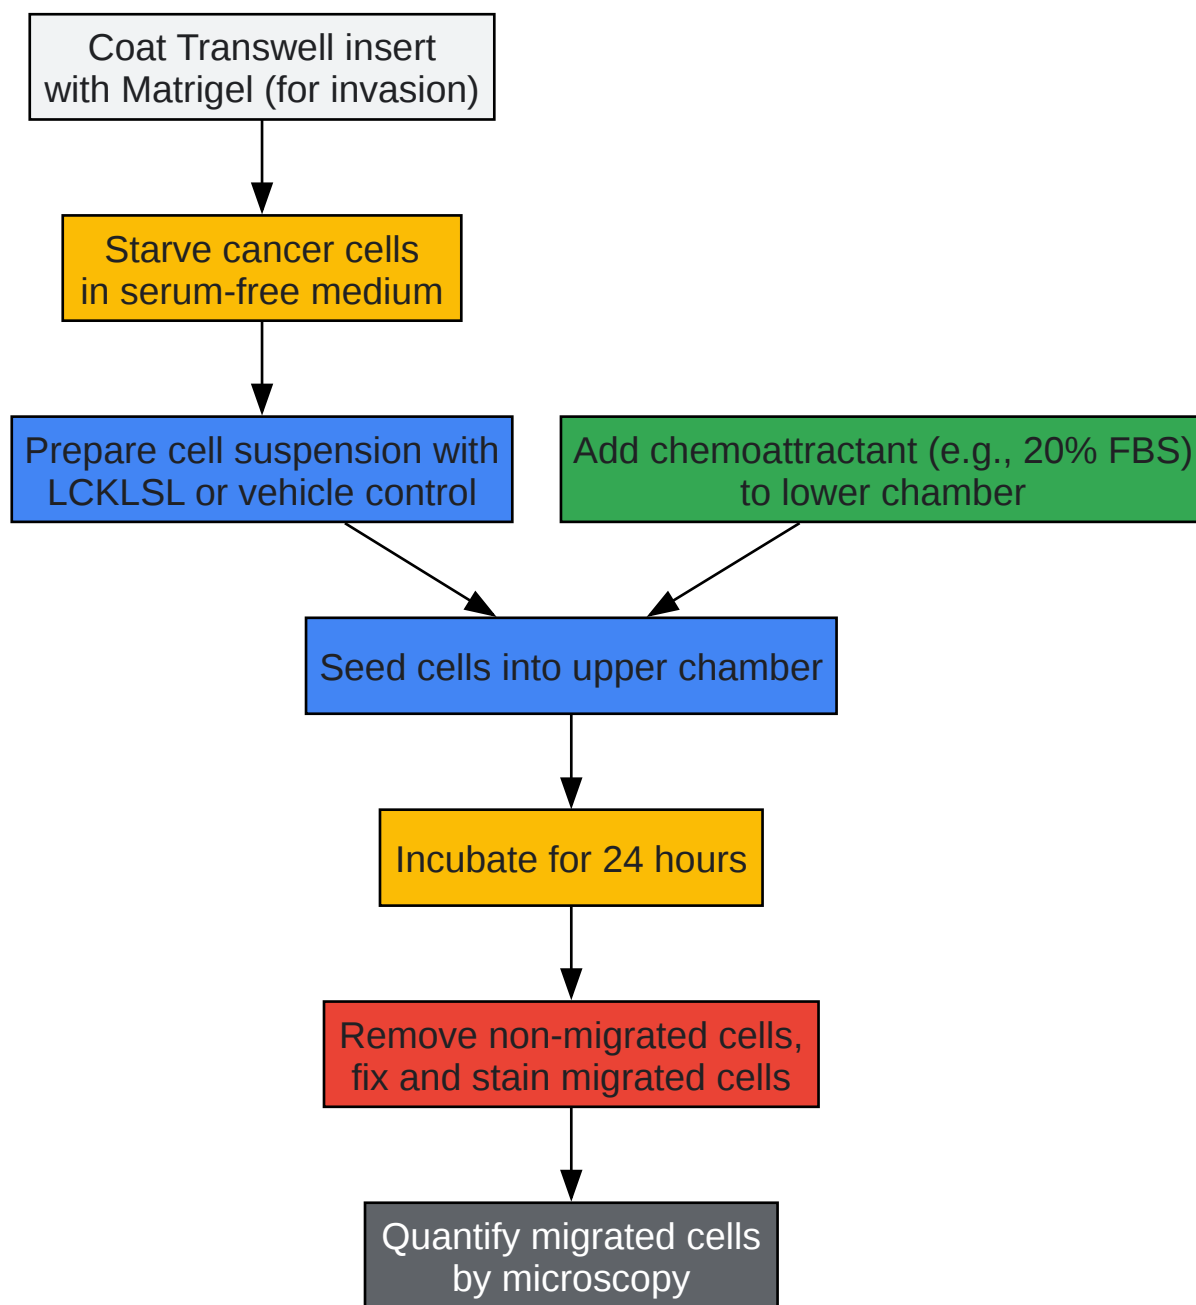 Coat Transwell insert
with Matrigel (for invasion)
Starve cancer cells
in serum-free medium
Prepare cell suspension with
LCKLSL or vehicle control
Add chemoattractant (e.g., 20% FBS)
to lower chamber
Seed cells into upper chamber
Incubate for 24 hours
Remove non-migrated cells,
fix and stain migrated cells
Quantify migrated cells
by microscopy